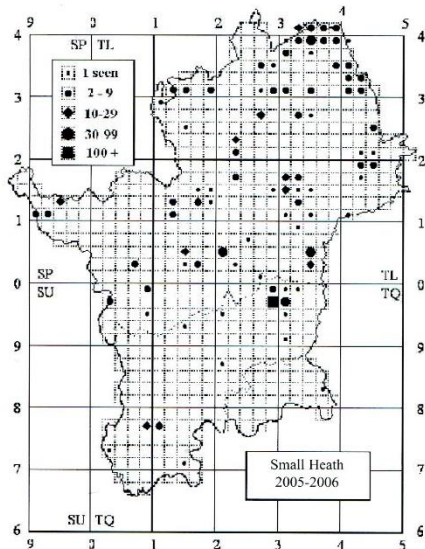 9 0 1 2 3 4 5
4 4
SP TL
1 seen
2 - 9
10-29
30-99
100 +
3 3
2 2
1 1
SP TL
0 0
SU TQ
9 9
8 8
7 7
Small Heath
2005-2006
6 SU TQ 6
9 0 1 2 3 4 5